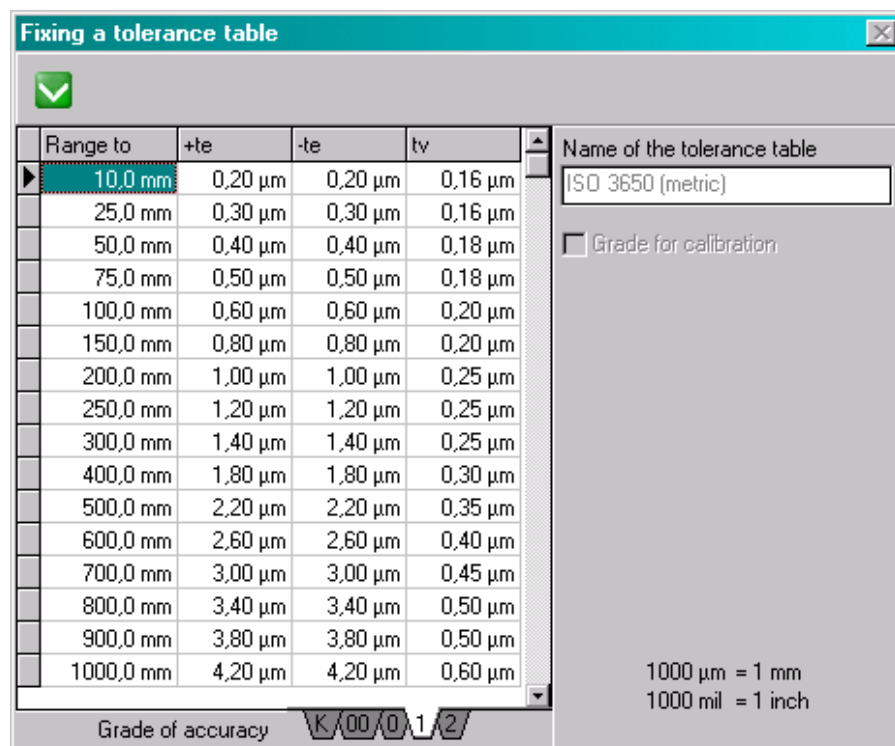 Fixing a tolerance table
Range to +te -te tv
10,0 mm 0,20 µm 0,20 µm 0,16 µm
25,0 mm 0,30 µm 0,30 µm 0,16 µm
50,0 mm 0,40 µm 0,40 µm 0,18 µm
75,0 mm 0,50 µm 0,50 µm 0,18 µm
100,0 mm 0,60 µm 0,60 µm 0,20 µm
150,0 mm 0,80 µm 0,80 µm 0,20 µm
200,0 mm 1,00 µm 1,00 µm 0,25 µm
250,0 mm 1,20 µm 1,20 µm 0,25 µm
300,0 mm 1,40 µm 1,40 µm 0,25 µm
400,0 mm 1,80 µm 1,80 µm 0,30 µm
500,0 mm 2,20 µm 2,20 µm 0,35 µm
600,0 mm 2,60 µm 2,60 µm 0,40 µm
700,0 mm 3,00 µm 3,00 µm 0,45 µm
800,0 mm 3,40 µm 3,40 µm 0,50 µm
900,0 mm 3,80 µm 3,80 µm 0,50 µm
1000,0 mm 4,20 µm 4,20 µm 0,60 µm
Grade of accuracy K 00 0 1 2
Name of the tolerance table
ISO 3650 (metric)
Grade for calibration
1000 µm = 1 mm
1000 mil = 1 inch